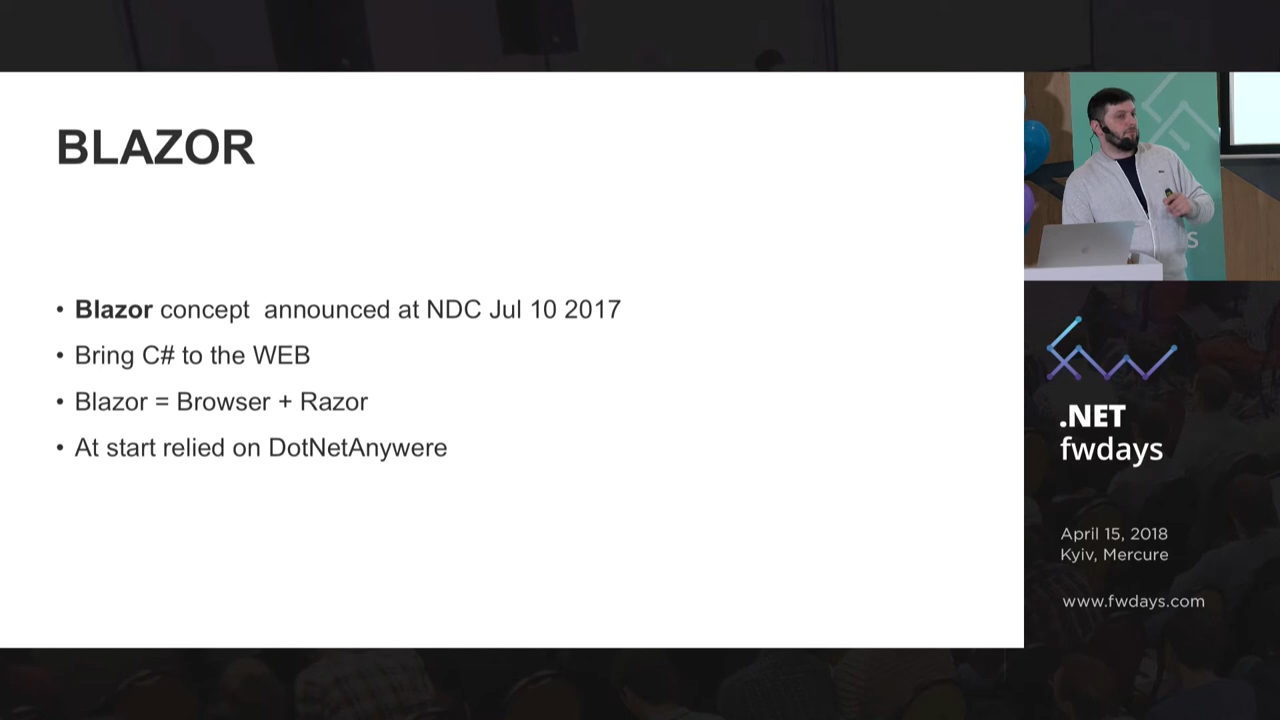 BLAZOR
• Blazor concept  announced at NDC Jul 10 2017
• Bring C# to the WEB
• Blazor = Browser + Razor
• At start relied on DotNetAnywere
S
.NET
fwdays
April 15, 2018
Kyiv, Mercure
www.fwdays.com